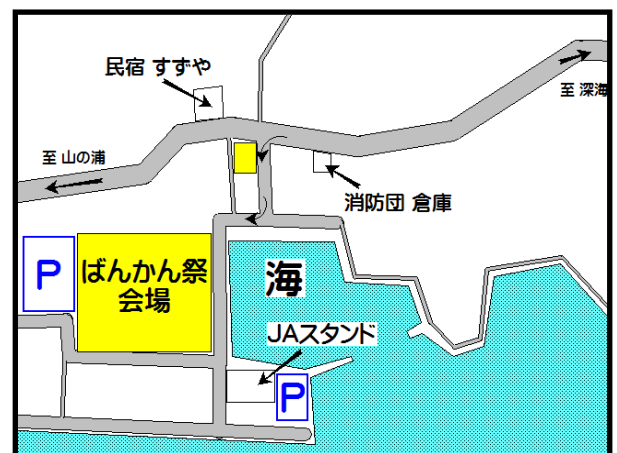 民宿 すずや
至 深海
至 山の浦
消防団 倉庫
P
ばんかん祭
会場
海
JAスタンド
P